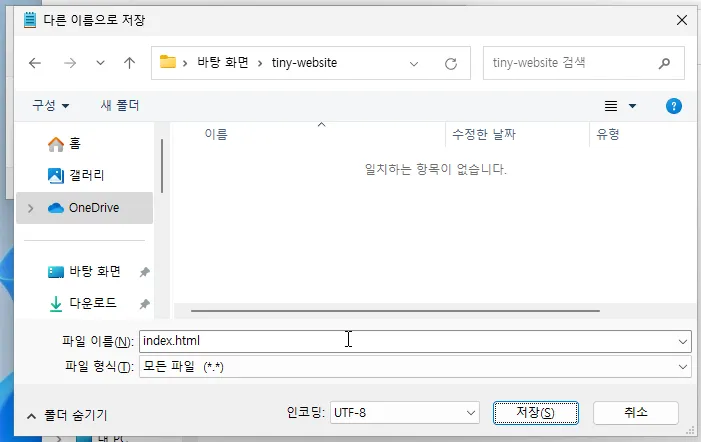 다른 이름으로 저장
바탕 화면 tiny-website
tiny-website 검색
구성
새 폴더
홈
갤러리
OneDrive
바탕 화면
다운로드
이름
수정한 날짜
유형
일치하는 항목이 없습니다.
파일 이름(N): index.html
파일 형식(T): 모든 파일 (*.*)
폴더 숨기기
인코딩: UTF-8
저장(S)
취소
내 PC